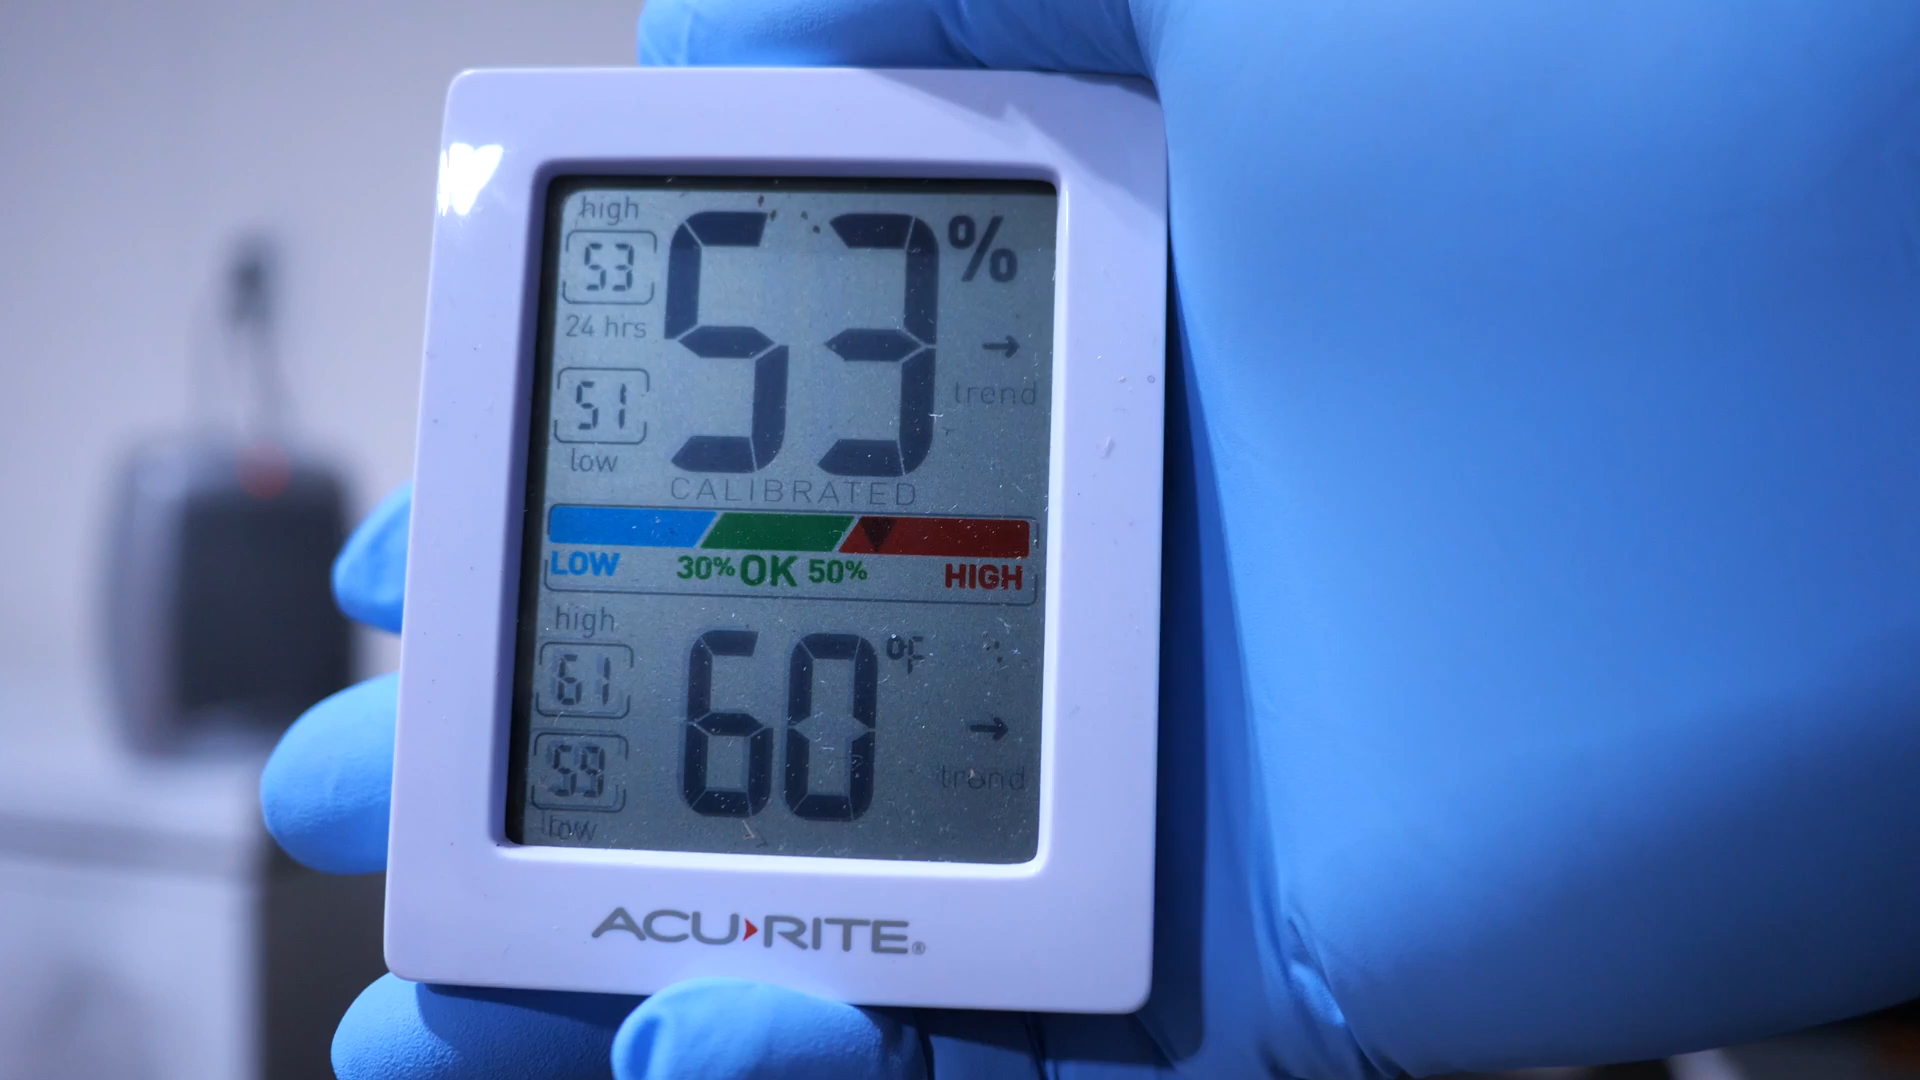 high
53
53%
24 hrs
→
trend
51
low
CALIBRATED
LOW 30% OK 50% HIGH
high
61
60°F
→
trend
59
low
ACU RITE®